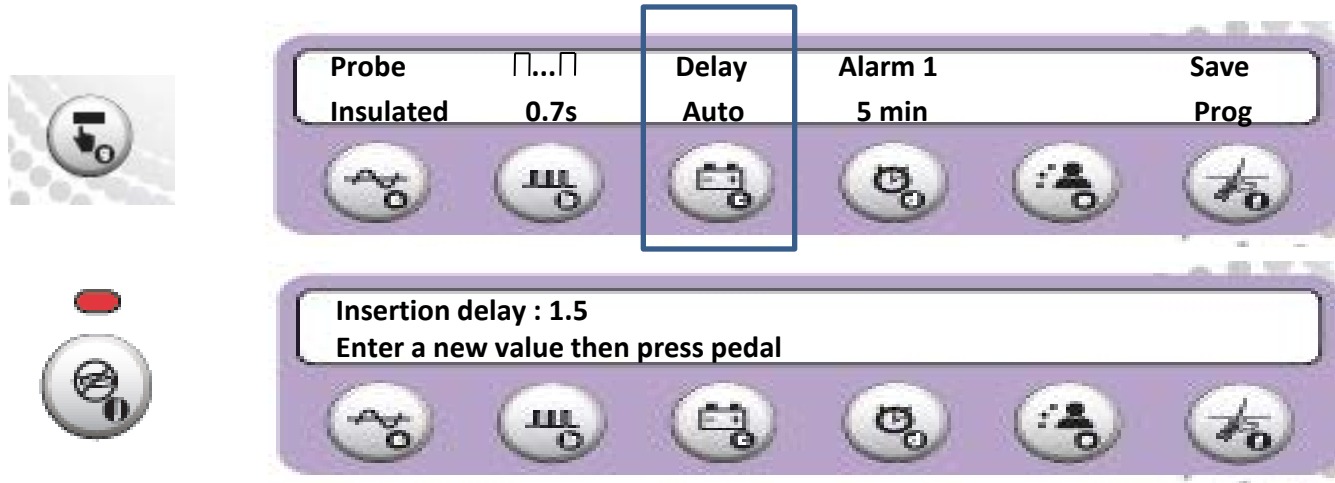 Probe ⊓...⊓ Delay Alarm 1 Save
Insulated 0.7s Auto 5 min Prog
Insertion delay : 1.5
Enter a new value then press pedal